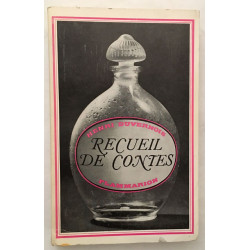 HENRI DUVERNOIS
RECUEIL
DE CONTES
FLAMMARION